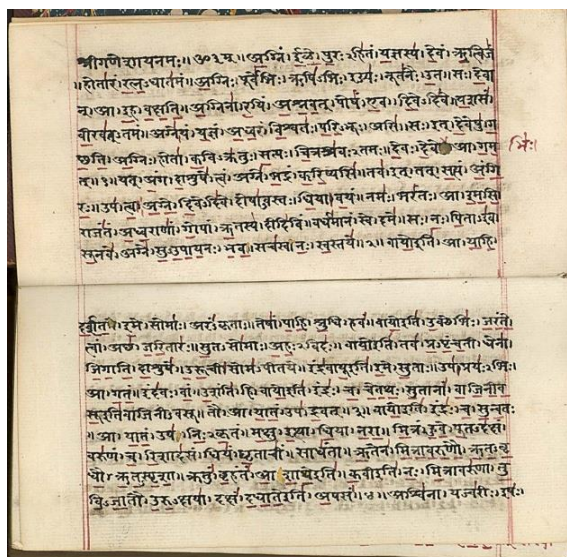 श्रीगणेशायनमः॥ॐ३म्॥अग्निं।ईळे।पुरःऽहितं।यज्ञस्य।देवं।ऋत्विजं
॥होतारं।रत्नऽधातमं॥अग्निः।पूर्वेभिः।ऋषिऽभिः।ईड्यः।नूतनैः।उत॥सः।देवा
न्।आ।इह।वक्षति॥अग्निना।रयिं।अश्नवत्।पोषं।एव।दिवेऽदिवे॥यशसं
वीरवत्ऽतमं॥अग्ने।यं।यज्ञं।अध्वरं।विश्वतः।परिऽभूः।असि॥सः।इत्।देवेषु।ग
छति॥अग्निः।होता।कविऽक्रतुः।सत्यः।चित्रश्रवःऽतमः॥देवः।देवे।आ।गम
भिः।
त्॥१॥यत्।अंग।दाशुषे।त्वं।अग्ने।भद्रं।करिष्यसि॥तव।इत्।तत्।सत्यं।अंगि
रः॥उप।त्वा।अग्ने।दिवेऽदिवे।दोषाऽवस्तः।धिया।वयं॥नमः।भरंतः।आ।इमसि
राजंतं।अध्वराणां।गोपां।ऋतस्य।दीदिविं॥वर्धमानं।स्वे।दमे॥सः।नः।पिताऽइव
सूनवे।अग्ने।सुऽउपायनः।भव॥सचस्व।नः।स्वस्तये॥२॥वायोइति।आ।याहि।
दर्शत।इमे।सोमाः।अरंऽकृताः॥तेषां।पाहि।श्रुधि।हवं॥वायोइति।उक्थेभिः।जरंते
त्वां।अछ।जरितारः॥सुतऽसोमाः।अहःऽविदः॥वायोइति।तव।प्रऽपृंचती।धेना
जिगाति।दाशुषे॥उरूची।सोमऽपीतये॥इंद्रवायूइति।इमे।सुताः॥उप।प्रयःऽभिः।
आ।गतं॥इंदवः।वां।उशंति।हि॥वायोइति।इंद्रः।च।चेतथः।सुतानां।वाजिनीव
सूइतिवाजिनीऽवसू॥तौ।आ।यातं।उप।द्रवत्॥३॥वायोइति।इंद्रः।च।सुन्वतः
॥आ।यातं।उप।निःऽकृतं॥मक्षु।इत्था।धिया।नरा॥मित्रं।हुवे।पूतऽदक्षं
वरुणं।च।रिशादसं॥धियं।घृताचीं।साधंता॥ऋतेन।मित्रावरुणौ।ऋतऽवृ
धौ।ऋतऽस्पृशा॥क्रतुं।बृहंतं।आशाथेइति॥कवीइति।नः।मित्रावरुणा।तु
विऽजातौ।उरुऽक्षया॥दक्षं।दधातेइति।अपसं॥४॥अश्विना।यज्वरीः।इषः।